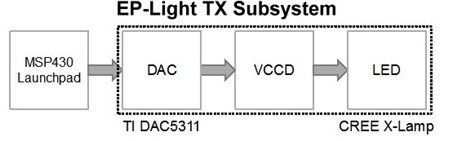 EP-Light TX Subsystem
MSP430
Launchpad
DAC
VCCD
LED
TI DAC5311
CREE X-Lamp